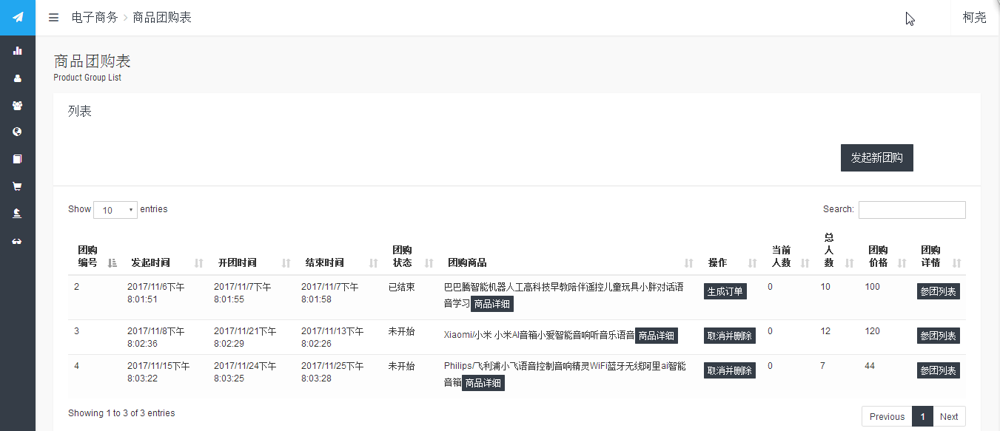 电子商务 > 商品团购表
柯尧
商品团购表
Product Group List
列表
发起新团购
Show 10 entries
Search:
团购编号 发起时间 开团时间 结束时间 团购状态 团购商品 操作 当前人数 总人数 团购价格 团购详情
2 2017/11/6下午 2017/11/7下午 2017/11/7下午 已结束 巴巴腾智能机器人工高科技早教陪伴遥控儿童玩具小胖对话语 生成订单 0 10 100 参团列表
8:01:51 8:01:55 8:01:58 音学习 商品详细
3 2017/11/8下午 2017/11/21下午 2017/11/13下午 未开始 Xiaomi/小米 小米AI音箱小爱智能音响听音乐语音 商品详细 取消并删除 0 12 120 参团列表
8:02:36 8:02:29 8:02:26
4 2017/11/15下午 2017/11/24下午 2017/11/25下午 未开始 Philips/飞利浦小飞语音控制音响精灵WiFi蓝牙无线阿里ai智能 取消并删除 0 7 44 参团列表
8:03:22 8:03:25 8:03:28 音箱 商品详细
Showing 1 to 3 of 3 entries
Previous 1 Next